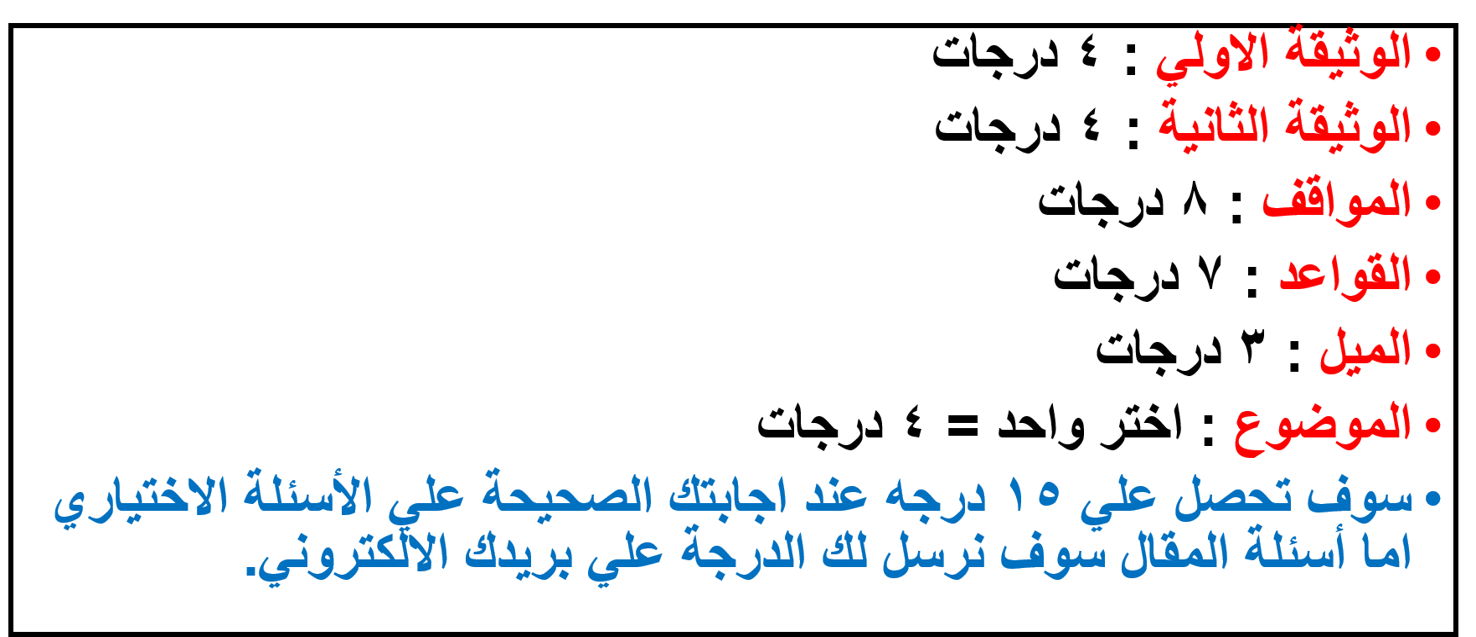 • الوثيقة الاولي : ٤ درجات
• الوثيقة الثانية : ٤ درجات
• المواقف : ٨ درجات
• القواعد : ٧ درجات
• الميل : ٣ درجات
• الموضوع : اختر واحد = ٤ درجات
• سوف تحصل علي ١٥ درجه عند اجابتك الصحيحة علي الأسئلة الاختياري
اما أسئلة المقال سوف نرسل لك الدرجة علي بريدك الالكتروني.